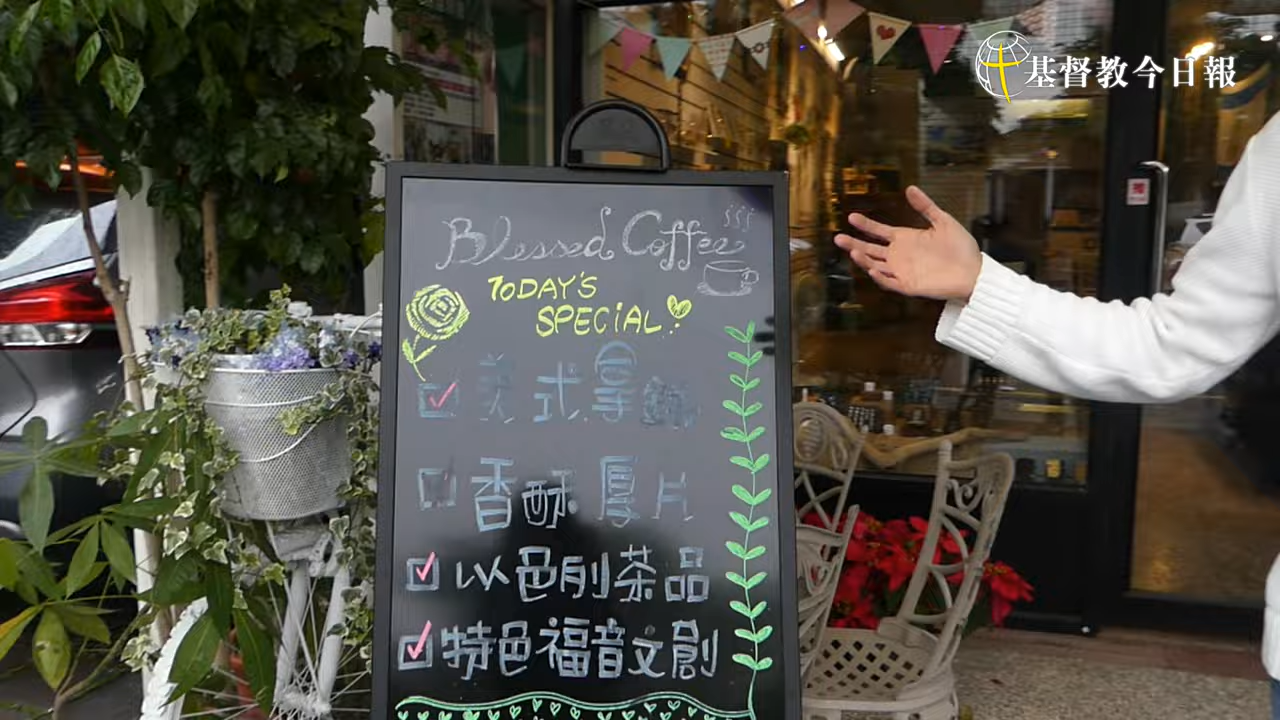 基督教今日報
Blessed Coffee
TODAY'S
SPECIAL
美式拿鐵
香酥厚片
以色列茶品
特色福音文創